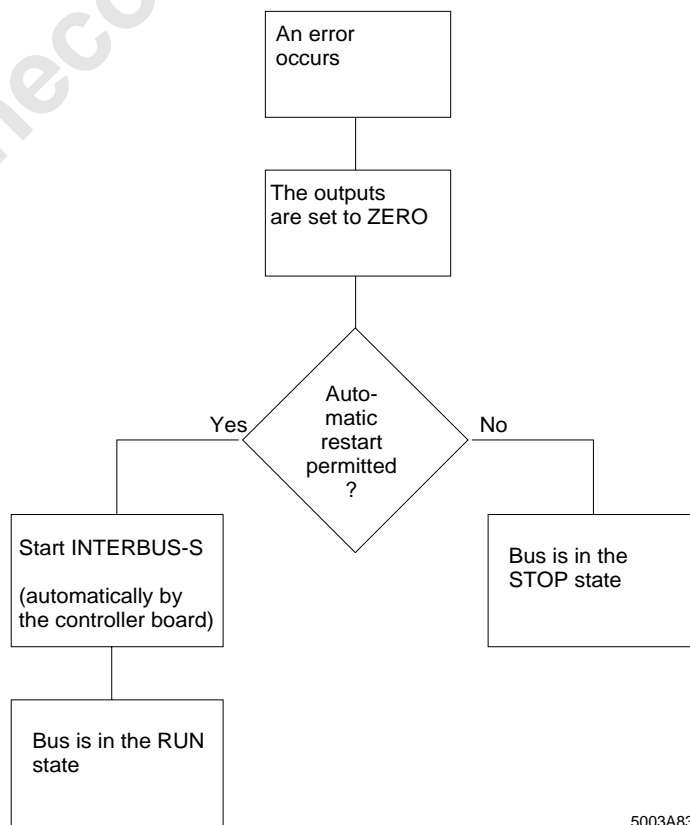 An error
occurs
The outputs
are set to ZERO
Auto-
matic
restart
permitted
?
Yes
No
Start INTERBUS-S
(automatically by
the controller board)
Bus is in the
STOP state
Bus is in the RUN
state
5003A83